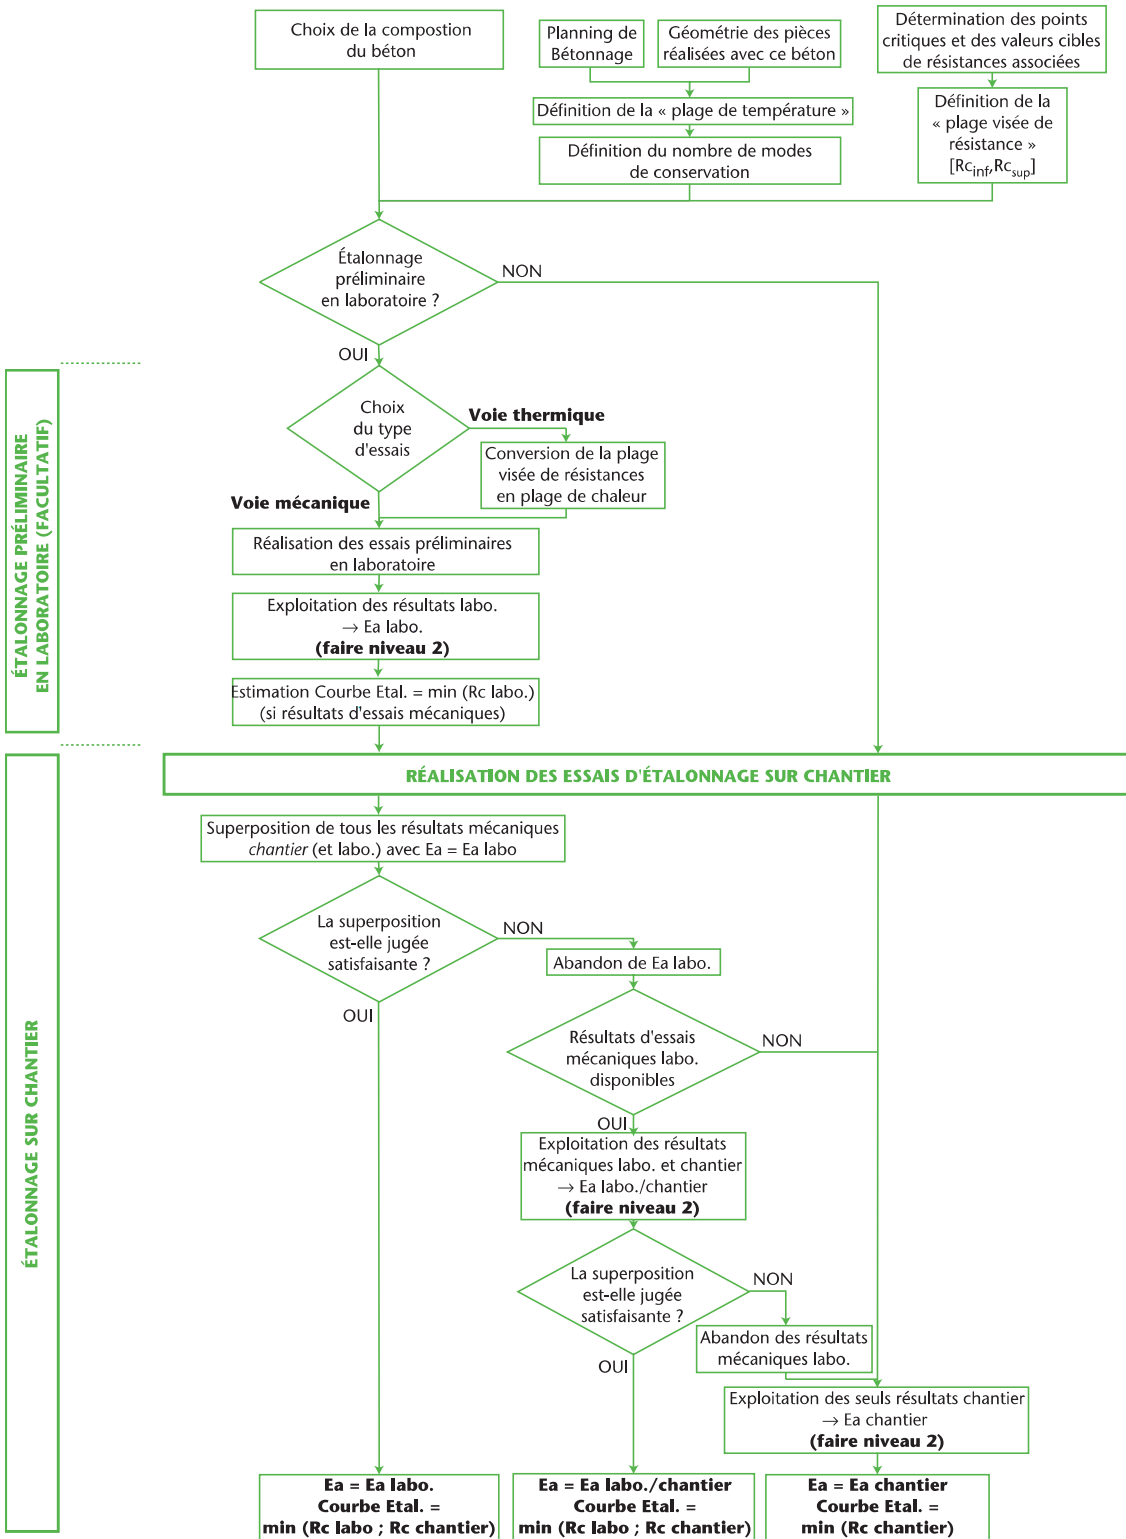 Choix de la compostion
du béton
Planning de
Bétonnage
Géométrie des pièces
réalisées avec ce béton
Détermination des points
critiques et des valeurs cibles
de résistances associées
Définition de la « plage de température »
Définition du nombre de modes
de conservation
Définition de la
« plage visée de
résistance »
[Rcinf,Rcsup]
Étalonnage
préliminaire
en laboratoire ?
NON
OUI
ÉTALONNAGE PRÉLIMINAIRE
EN LABORATOIRE (FACULTATIF)
Choix
du type
d'essais
Voie thermique
Conversion de la plage
visée de résistances
en plage de chaleur
Voie mécanique
Réalisation des essais préliminaires
en laboratoire
Exploitation des résultats labo.
→ Ea labo.
(faire niveau 2)
Estimation Courbe Etal. = min (Rc labo.)
(si résultats d'essais mécaniques)
RÉALISATION DES ESSAIS D'ÉTALONNAGE SUR CHANTIER
ÉTALONNAGE SUR CHANTIER
Superposition de tous les résultats mécaniques
chantier (et labo.) avec Ea = Ea labo
La superposition
est-elle jugée
satisfaisante ?
NON
OUI
Abandon de Ea labo.
Résultats d'essai
mécaniques labo.
disponibles
NON
OUI
Exploitation des résultats
mécaniques labo. et chantier
→ Ea labo./chantier
(faire niveau 2)
La superposition
est-elle jugée
satisfaisante ?
NON
OUI
Abandon des résultats
mécaniques labo.
Exploitation des seuls résultats chantier
→ Ea chantier
(faire niveau 2)
Ea = Ea labo.
Courbe Etal. =
min (Rc labo ; Rc chantier)
Ea = Ea labo./chantier
Courbe Etal. =
min (Rc labo ; Rc chantier)
Ea = Ea chantier
Courbe Etal. =
min (Rc chantier)